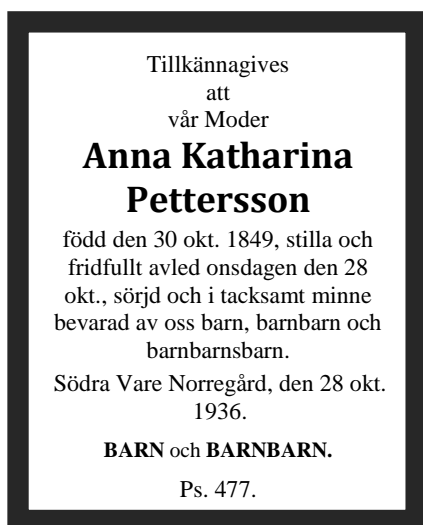 Tillkännagives
att
vår Moder
Anna Katharina
Pettersson
född den 30 okt. 1849, stilla och
fridfullt avled onsdagen den 28
okt., sörjd och i tacksamt minne
bevarad av oss barn, barnbarn och
barnbarnsbarn.
Södra Vare Norregård, den 28 okt.
1936.
BARN och BARNBARN.
Ps. 477.